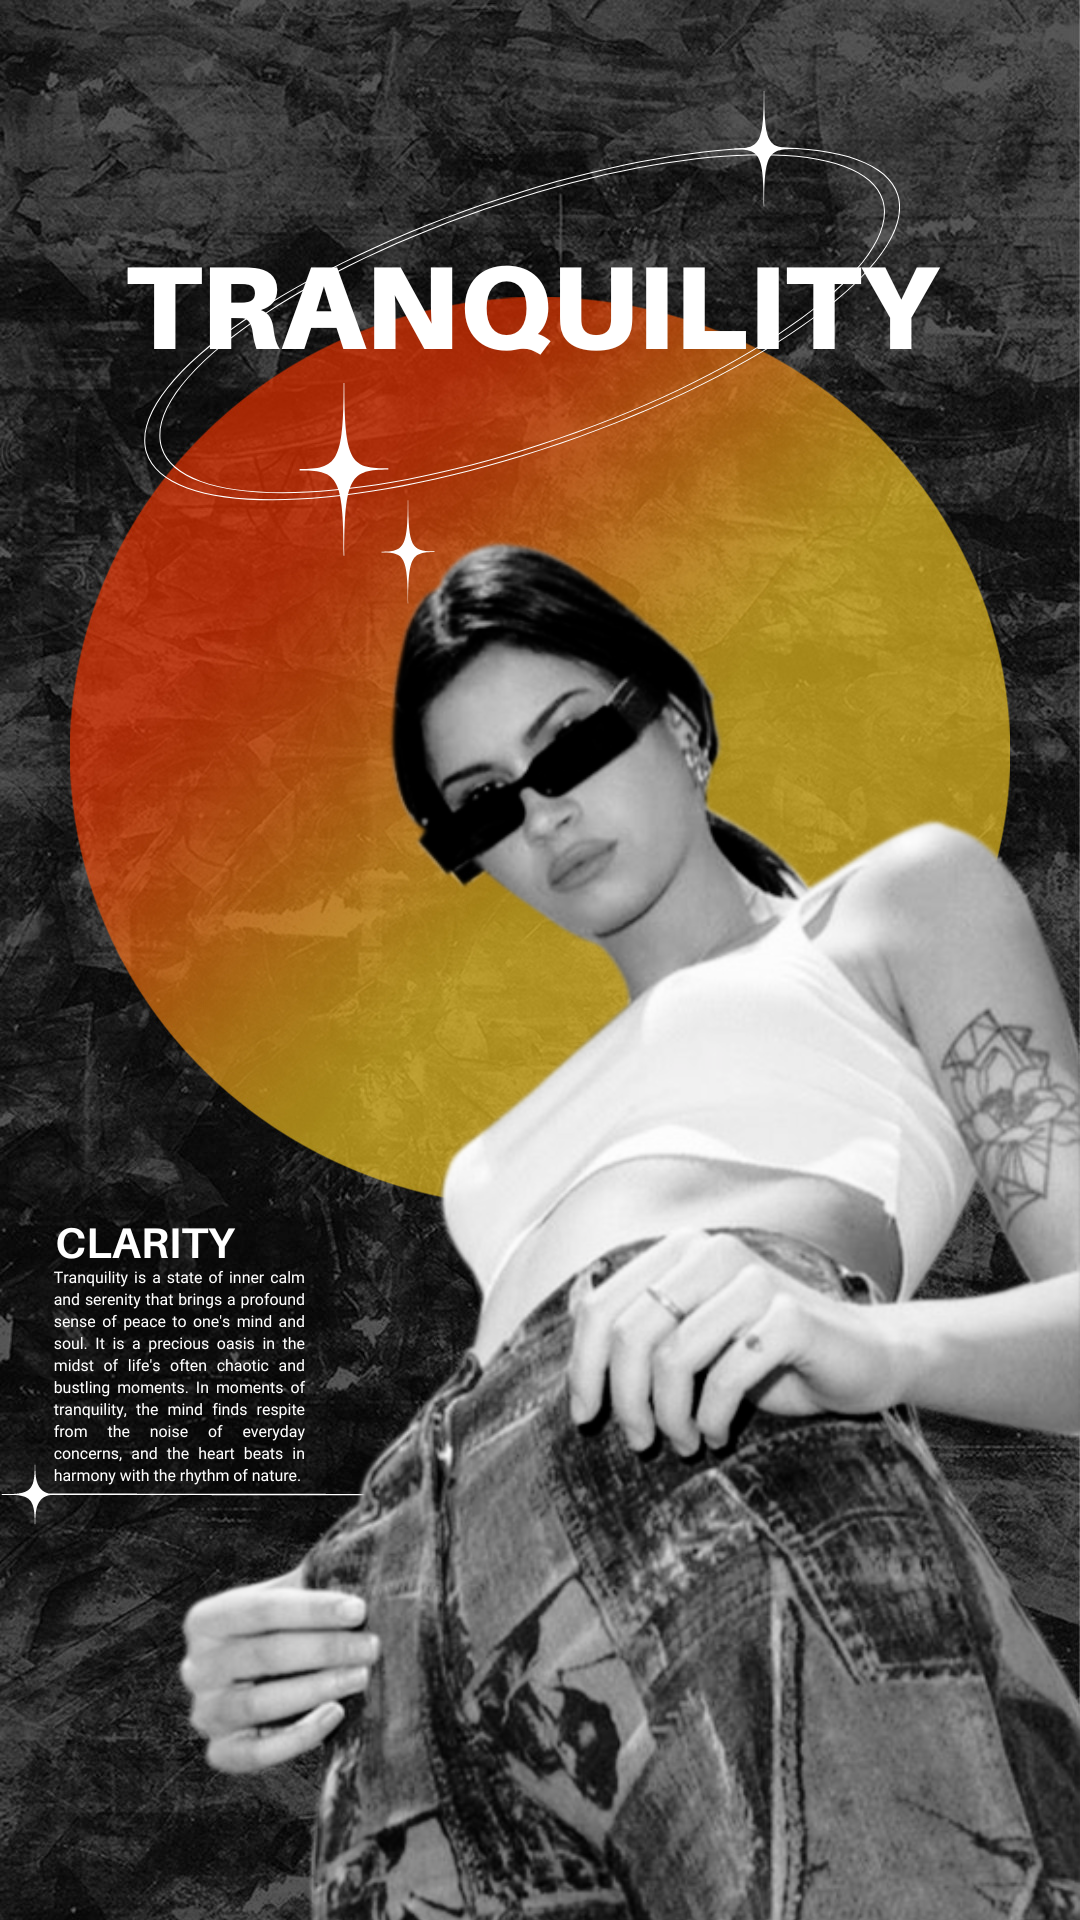 TRANQUILITY
CLARITY
Tranquility is a state of inner calm
and serenity that brings a profound
sense of peace to one's mind and
soul. It is a precious oasis in the
midst of life's often chaotic and
bustling moments. In moments of
tranquility, the mind finds respite
from the noise of everyday
concerns, and the heart beats in
harmony with the rhythm of nature.